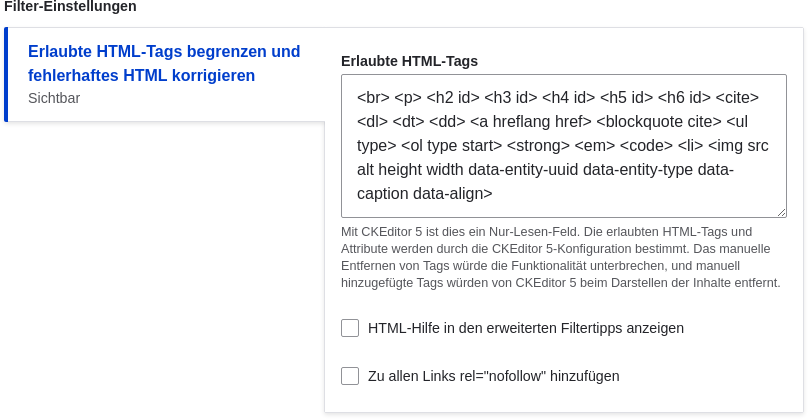 Filter-Einstellungen
Erlaubte HTML-Tags begrenzen und
fehlerhaftes HTML korrigieren
Sichtbar
Erlaubte HTML-Tags
<br> <p> <h2 id> <h3 id> <h4 id> <h5 id> <h6 id> <cite>
<dl> <dt> <dd> <a hreflang href> <blockquote cite> <ul
type> <ol type start> <strong> <em> <code> <li> <img src
alt height width data-entity-uuid data-entity-type data-
caption data-align>
Mit CKEditor 5 ist dies ein Nur-Lesen-Feld. Die erlaubten HTML-Tags und
Attribute werden durch die CKEditor 5-Konfiguration bestimmt. Das manuelle
Entfernen von Tags würde die Funktionalität unterbrechen, und manuell
hinzugefügte Tags würden von CKEditor 5 beim Darstellen der Inhalte entfernt.
HTML-Hilfe in den erweiterten Filtertipps anzeigen
Zu allen Links rel="nofollow" hinzufügen